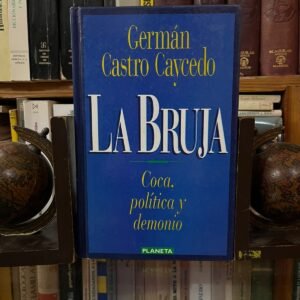 Germán
Castro Caycedo
LA BRUJA
Coca,
política y
demonio
PLANETA